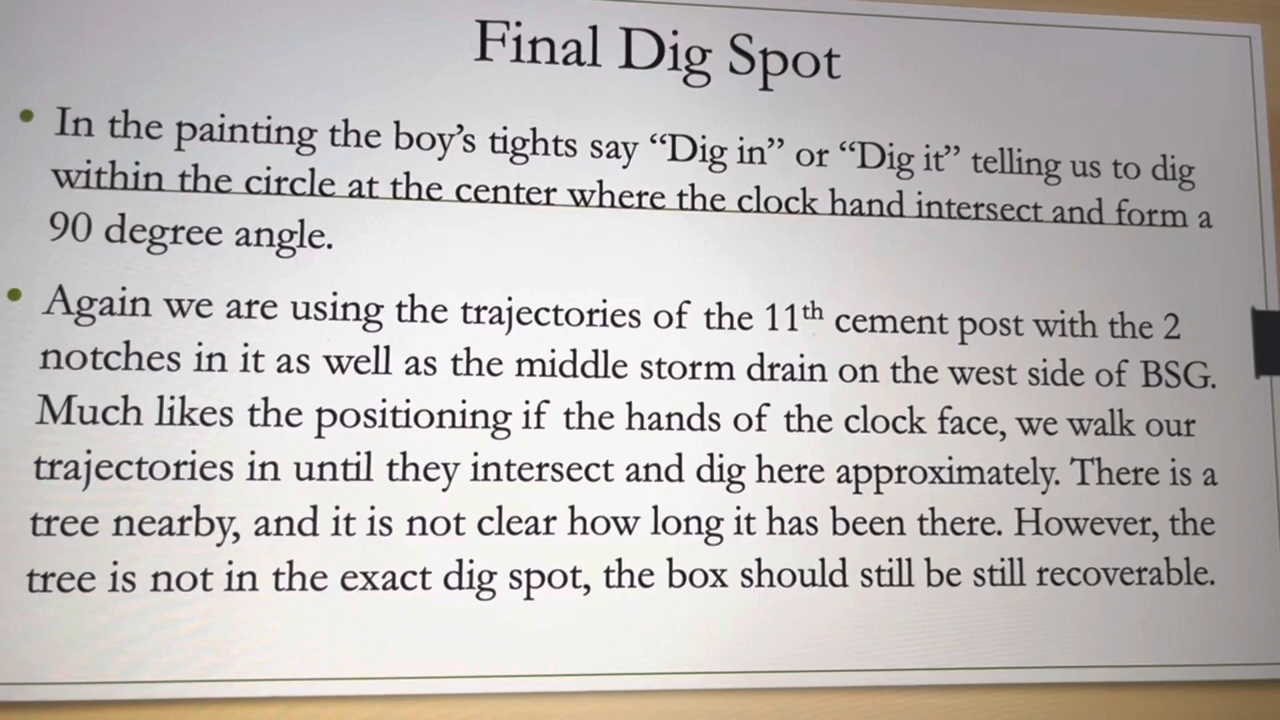 Final Dig Spot
• In the painting the boy's tights say “Dig in” or “Dig it” telling us to dig
within the circle at the center where the clock hand intersect and form a
90 degree angle.
• Again we are using the trajectories of the 11th cement post with the 2
notches in it as well as the middle storm drain on the west side of BSG.
Much likes the positioning if the hands of the clock face, we walk our
trajectories in until they intersect and dig here approximately. There is a
tree nearby, and it is not clear how long it has been there. However, the
tree is not in the exact dig spot, the box should still be still recoverable.